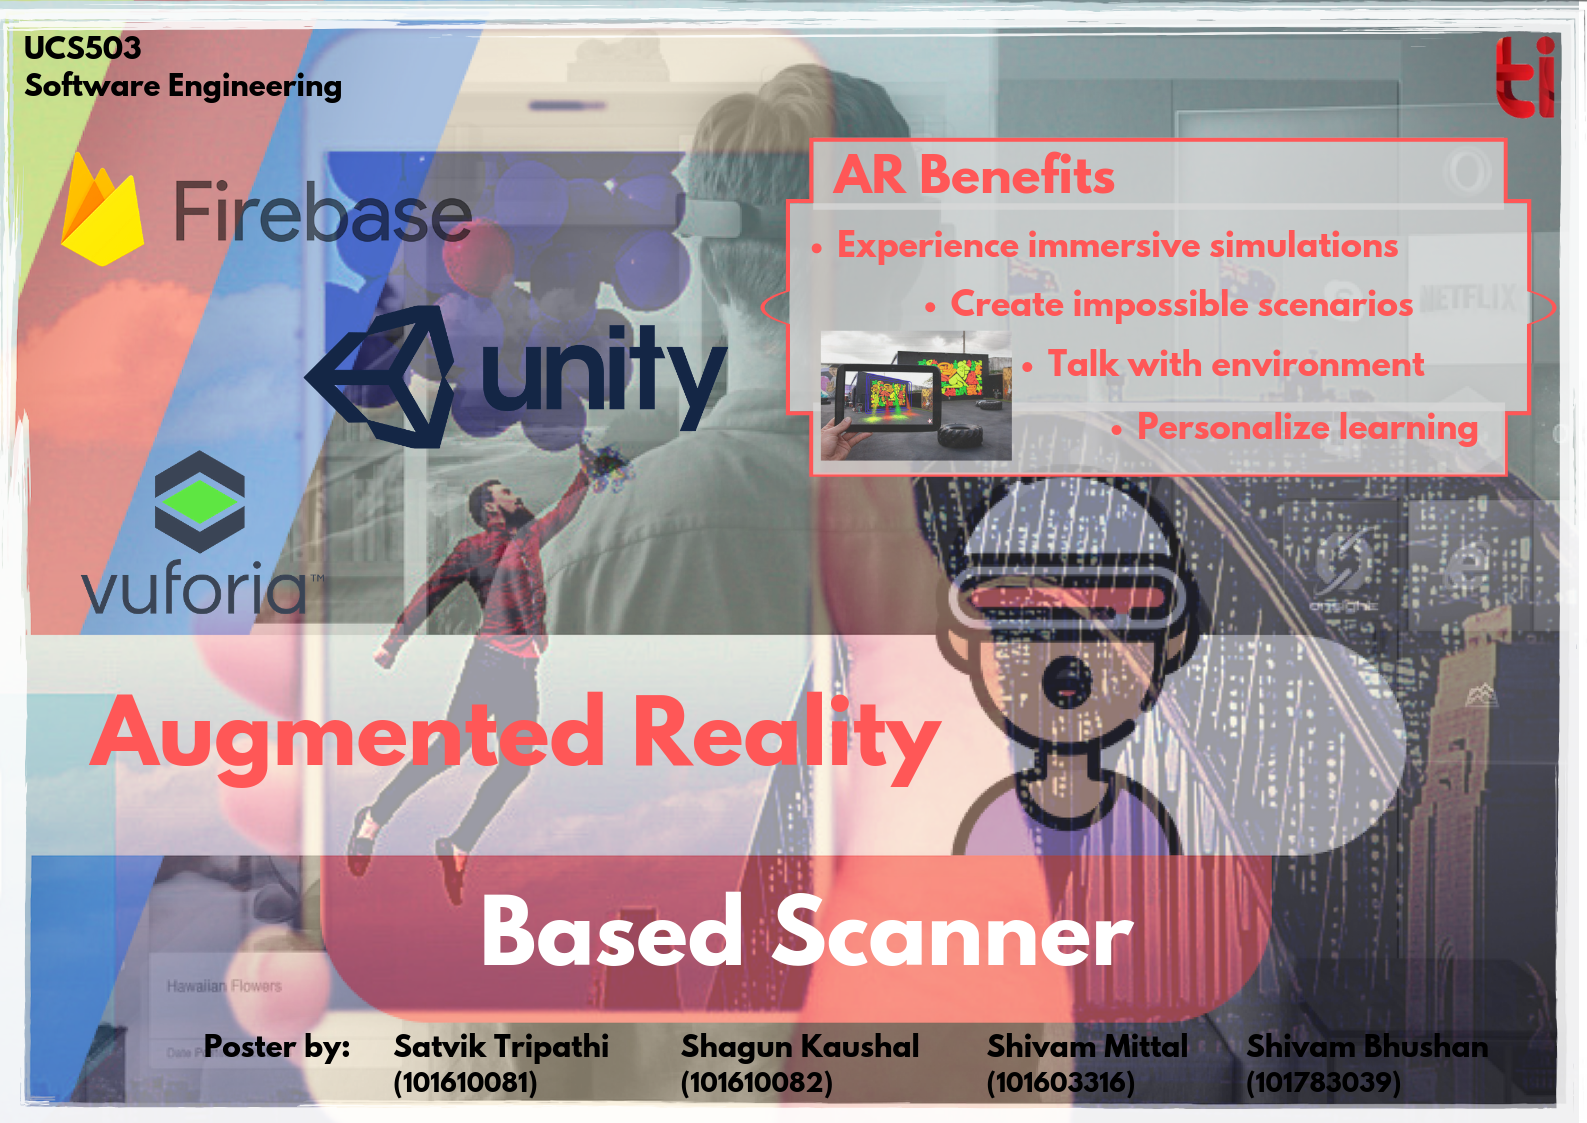 UCS503
Software Engineering
ti
Firebase
unity
vuforia™
AR Benefits
• Experience immersive simulations
• Create impossible scenarios
• Talk with environment
• Personalize learning
NETFLIX
Augmented Reality
Based Scanner
Hawaiian Flowers
Poster by: Satvik Tripathi Shagun Kaushal Shivam Mittal Shivam Bhushan
(101610081) (101610082) (101603316) (101783039)